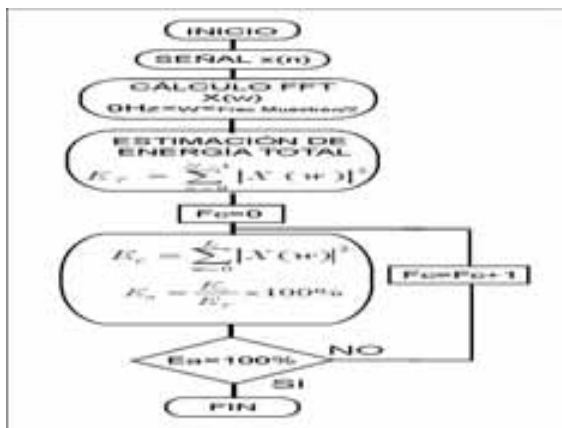 INICIO
SEÑAL x(n)
CÁLCULO FFT
X(w)
0Hz=w=Frec Muestreo/2
ESTIMACIÓN DE
ENERGÍA TOTAL
Fc=0
Fc=Fc+1
Ea=100%
NO
SI
FIN